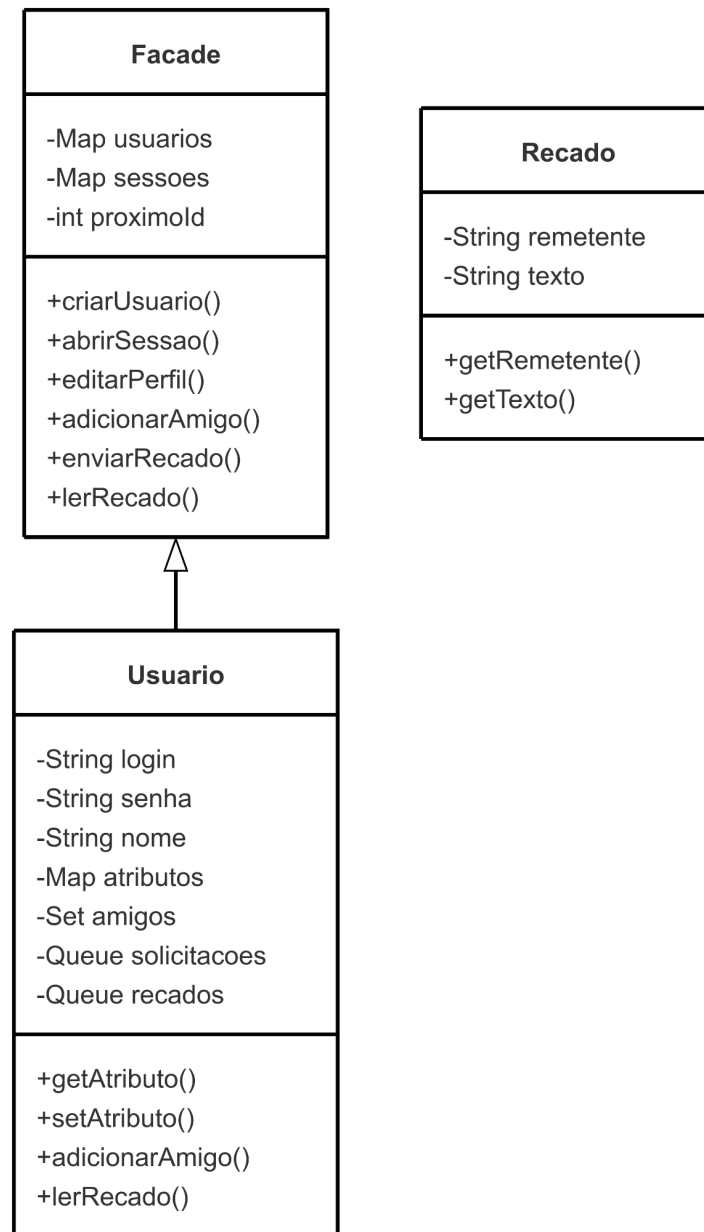 Facade
-Map usuarios
-Map sessoes
-int proximoId
+criarUsuario()
+abrirSessao()
+editarPerfil()
+adicionarAmigo()
+enviarRecado()
+lerRecado()
Recado
-String remetente
-String texto
+getRemetente()
+getTexto()
Usuario
-String login
-String senha
-String nome
-Map atributos
-Set amigos
-Queue solicitacoes
-Queue recados
+getAtributo()
+setAtributo()
+adicionarAmigo()
+lerRecado()